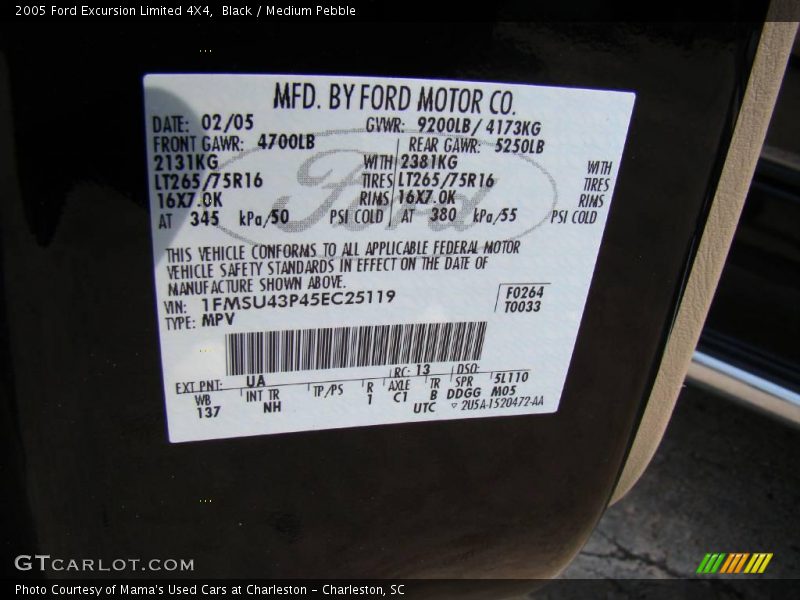 2005 Ford Excursion Limited 4X4, Black / Medium Pebble
MFD. BY FORD MOTOR CO.
DATE: 02/05 GVWR: 9200LB / 4173KG
FRONT GAWR: 4700LB REAR GAWR: 5250LB
2131KG WITH 2381KG WITH
LT265/75R16 TIRES LT265/75R16 TIRES
16X7.0K RIMS 16X7.0K RIMS
AT 345 kPa/50 PSI COLD AT 380 kPa/55 PSI COLD
Ford
THIS VEHICLE CONFORMS TO ALL APPLICABLE FEDERAL MOTOR
VEHICLE SAFETY STANDARDS IN EFFECT ON THE DATE OF
MANUFACTURE SHOWN ABOVE.
VIN: 1FMSU43P45EC25119 F0264
TYPE: MPV T0033
EXT PNT: UA RC: 13 DSO:
WB INT TR TP/PS R AXLE TR SPR 5L110
137 NH 1 C1 B DDGG M05
UTC ▽ 2U5A-1520472-AA
GTCARLOT.COM
Photo Courtesy of Mama's Used Cars at Charleston - Charleston, SC